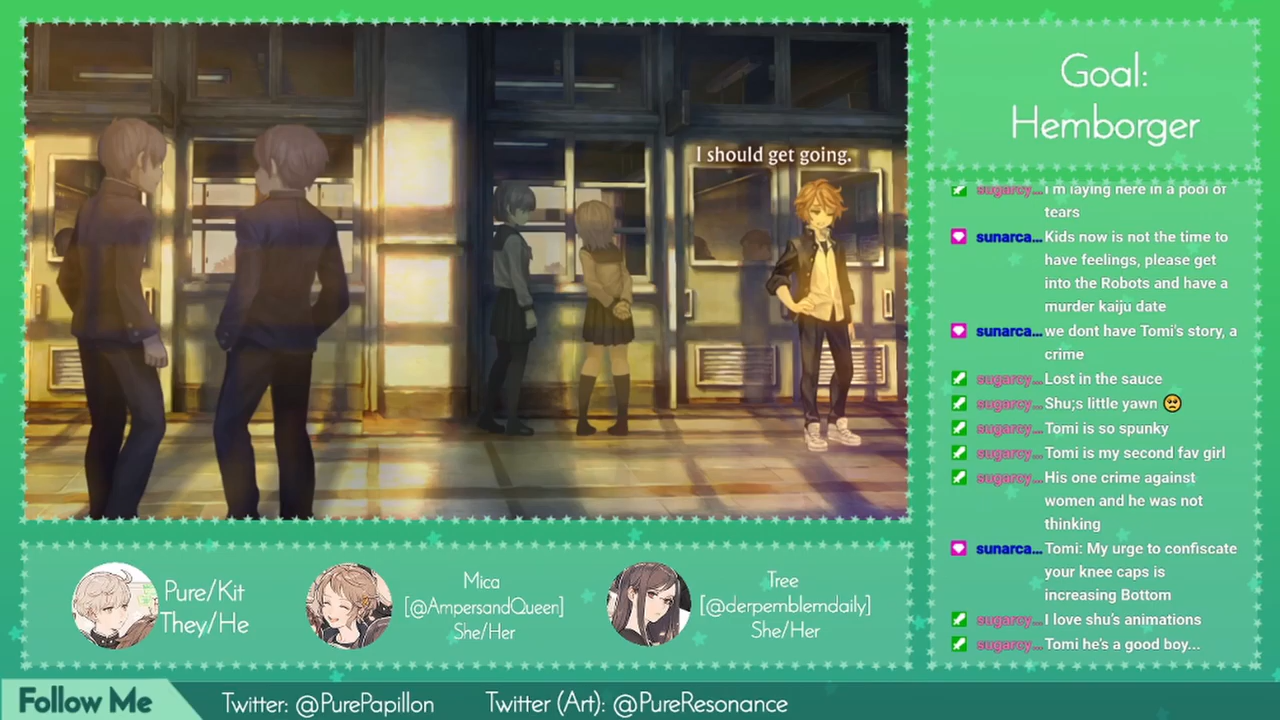 I should get going.
Goal:
Hemborger
sugarcy... I'm laying here in a pool of
tears
sunarca... Kids now is not the time to
have feelings, please get
into the Robots and have a
murder kaiju date
sunarca... we dont have Tomi's story, a
crime
sugarcy... Lost in the sauce
sugarcy... Shu;s little yawn 🥺
sugarcy... Tomi is so spunky
sugarcy... Tomi is my second fav girl
sugarcy... His one crime against
women and he was not
thinking
sunarca... Tomi: My urge to confiscate
your knee caps is
increasing Bottom
sugarcy... I love shu's animations
sugarcy... Tomi he's a good boy...
Pure/Kit
They/He
Mica
[@AmpersandQueen]
She/Her
Tree
[@derpemblemdaily]
She/Her
Follow Me
Twitter: @PurePapillon
Twitter (Art): @PureResonance